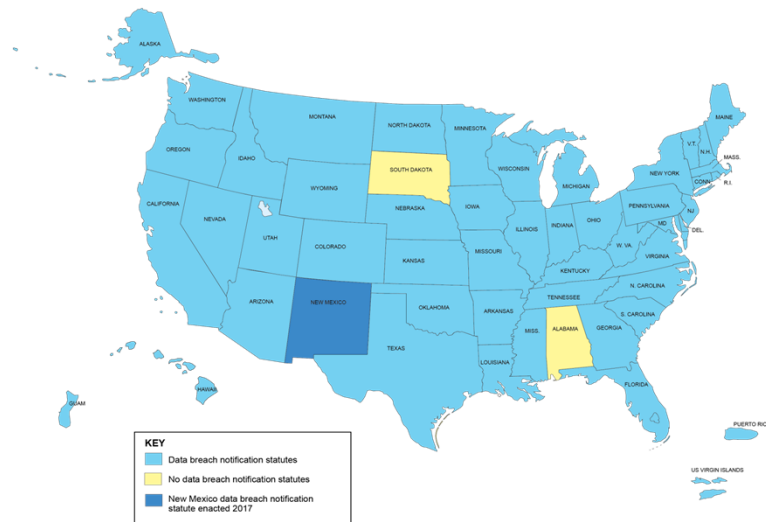 ALASKA
WASHINGTON
MONTANA
NORTH DAKOTA
MINNESOTA
MAINE
V.T.
N.H.
MASS.
OREGON
IDAHO
SOUTH DAKOTA
WISCONSIN
MICHIGAN
NEW YORK
CONN
R.I.
WYOMING
CALIFORNIA
NEVADA
NEBRASKA
IOWA
PENNSYLVANIA
NJ
UTAH
COLORADO
ILLINOIS
INDIANA
OHIO
MD
DEL.
KANSAS
MISSOURI
W. VA.
VIRGINIA
KENTUCKY
N. CAROLINA
ARIZONA
NEW MEXICO
OKLAHOMA
ARKANSAS
TENNESSEE
S. CAROLINA
MISS.
ALABAMA
GEORGIA
TEXAS
LOUISIANA
FLORIDA
HAWAII
GUAM
PUERTO RIC
US VIRGIN ISLANDS
KEY
Data breach notification statutes
No data breach notification statutes
New Mexico data breach notification
statute enacted 2017